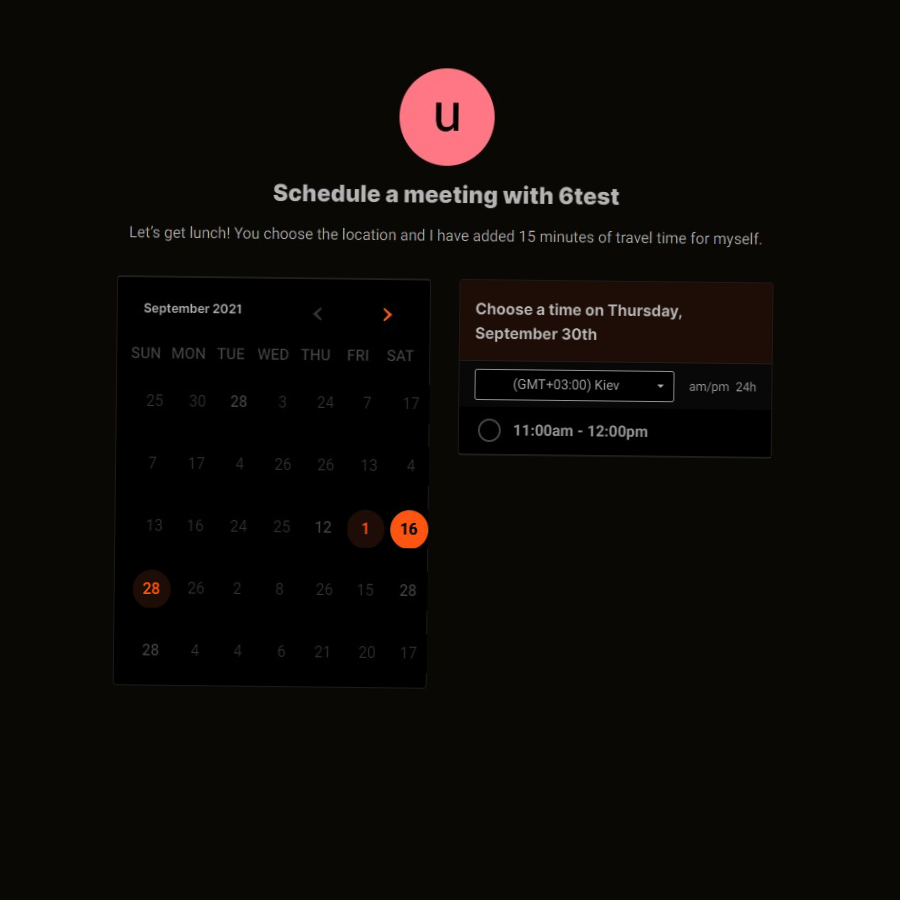 u
Schedule a meeting with 6test
Let's get lunch! You choose the location and I have added 15 minutes of travel time for myself.
September 2021
SUN MON TUE WED THU FRI SAT
25 30 28 3 24 7 17
7 17 4 26 26 13 4
13 16 24 25 12 1 16
28 26 2 8 26 15 28
28 4 4 6 21 20 17
Choose a time on Thursday,
September 30th
(GMT+03:00) Kiev am/pm 24h
11:00am - 12:00pm